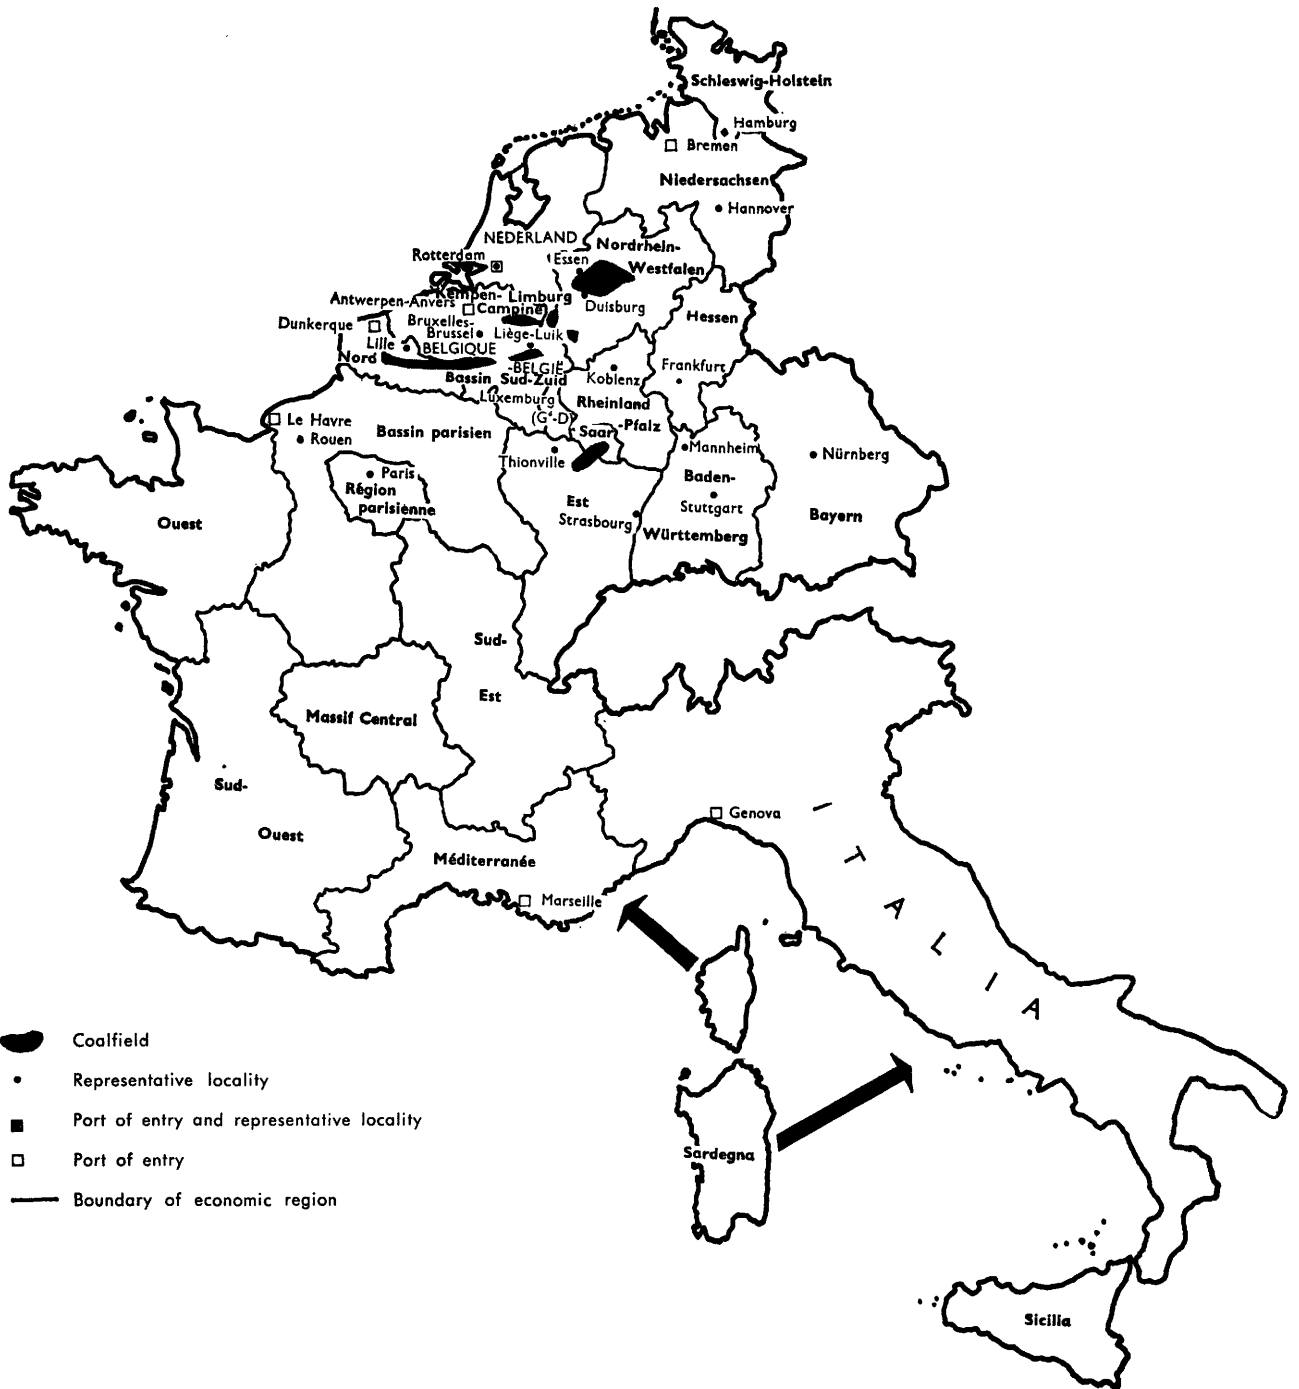 Schleswig-Holstein
Hamburg
Bremen
Niedersachsen
Hannover
NEDERLAND
Nordrhein-
Westfalen
Rotterdam
Essen
Kempen- Limburg
Antwerpen-Anvers
Campine
Duisburg
Hessen
Bruxelles-
Brussel
Dunkerque
Liège-Luik
Lille
BELGIQUE
Nord
-BELGIË
Frankfurt
Koblenz
Bassin Sud-Zuid
Luxemburg
(Gᵈ-D)
Rheinland
-Pfalz
Le Havre
Rouen
Bassin parisien
Saar
Mannheim
Thionville
Nürnberg
Paris
Région
parisienne
Baden-
Stuttgart
Württemberg
Est
Strasbourg
Bayern
Ouest
Sud-
Est
Massif Central
Sud-
Ouest
Genova
ITALIA
Méditerranée
Marseille
Coalfield
Representative locality
Port of entry and representative locality
Port of entry
Boundary of economic region
Sardegna
Sicilia